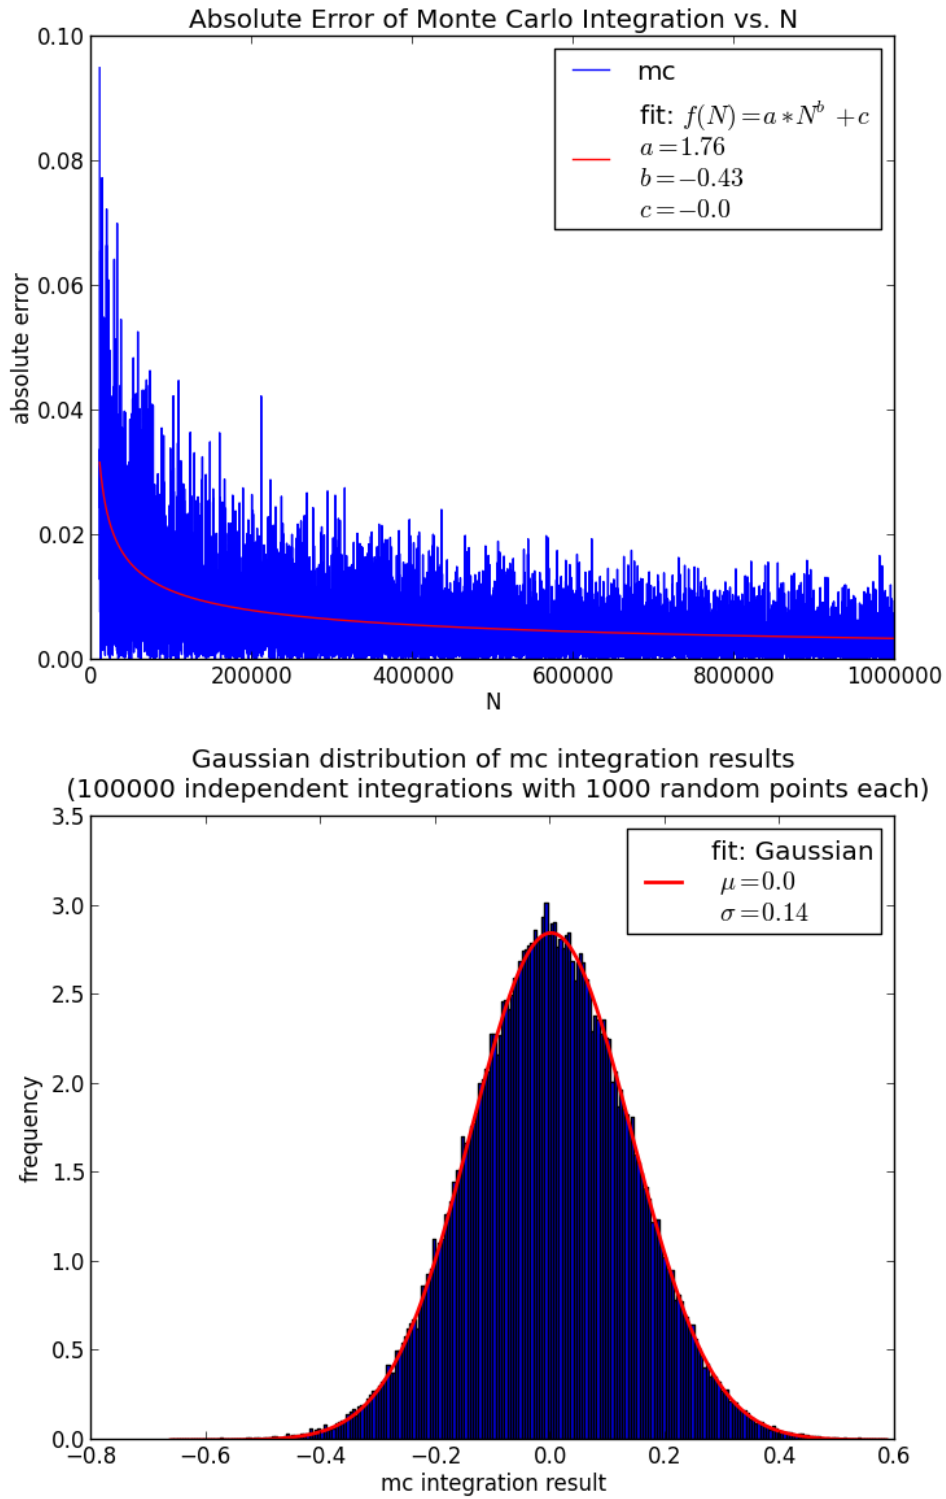 Absolute Error of Monte Carlo Integration vs. N
0.10
0.08
0.06
0.04
0.02
0.00
absolute error
mc
fit: f(N)=a*N^b +c
a=1.76
b=−0.43
c=−0.0
0 200000 400000 600000 800000 1000000
N
Gaussian distribution of mc integration results
(100000 independent integrations with 1000 random points each)
3.5
3.0
2.5
2.0
1.5
1.0
0.5
0.0
frequency
fit: Gaussian
μ=0.0
σ=0.14
−0.8 −0.6 −0.4 −0.2 0.0 0.2 0.4 0.6
mc integration result